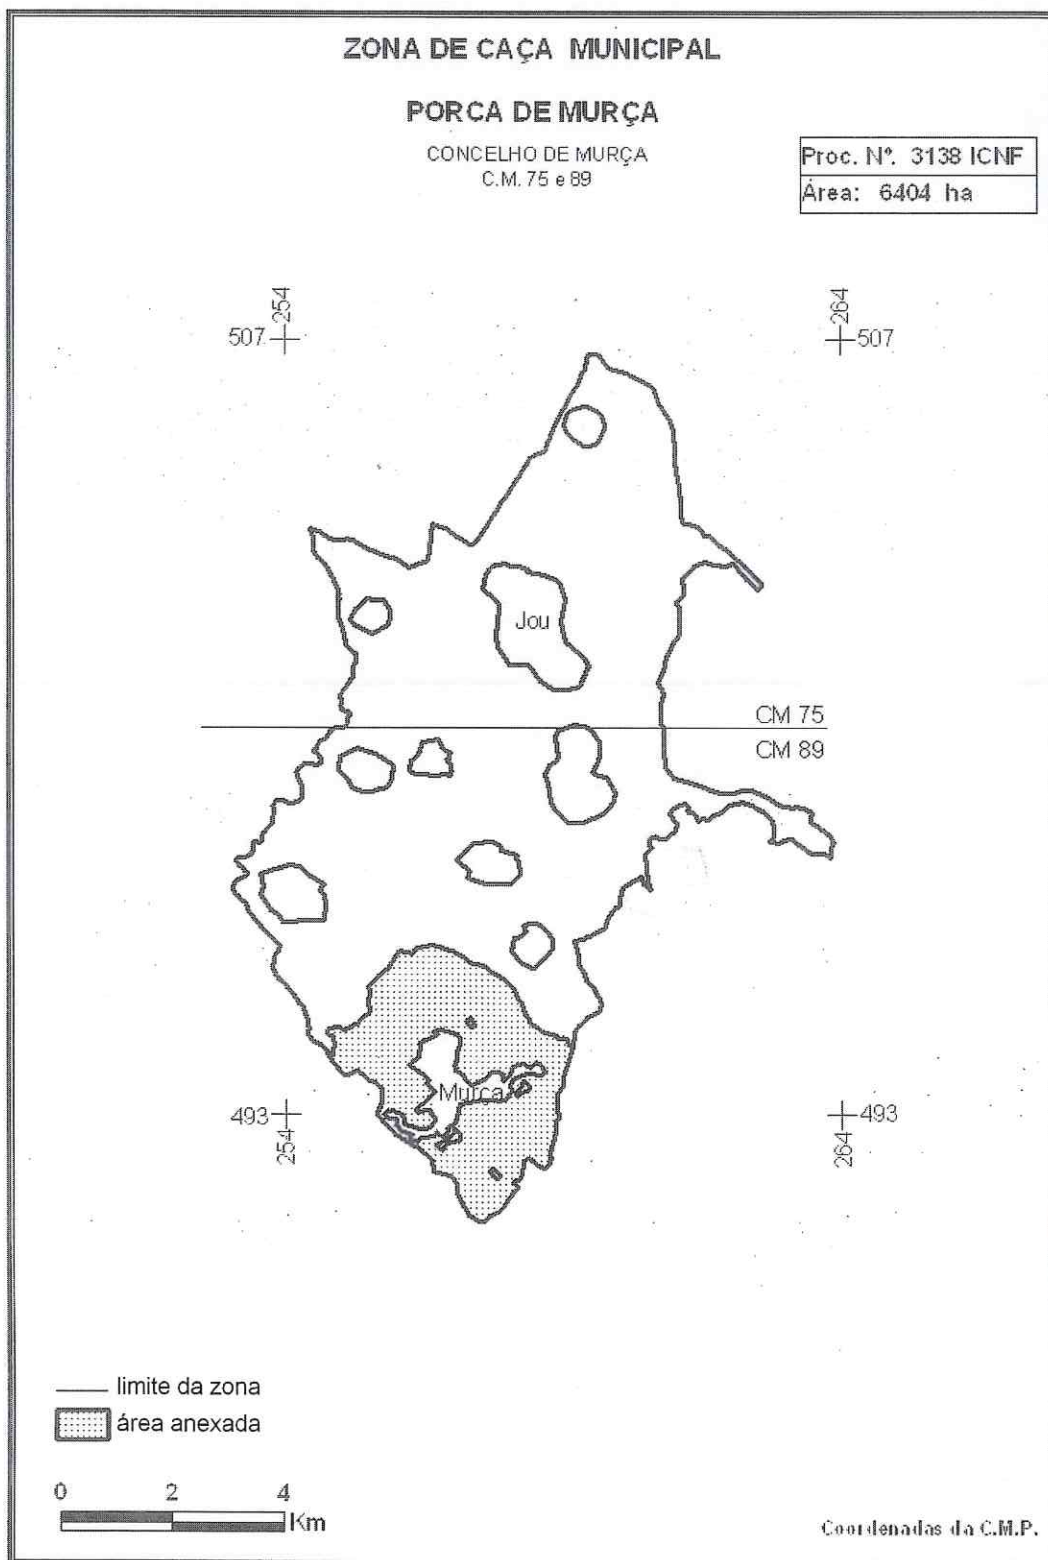 ZONA DE CAÇA MUNICIPAL
PORCA DE MURÇA
CONCELHO DE MURÇA
C.M. 75 e 89
Proc. Nº. 3138 ICNF
Área: 6404 ha
254
264
507
507
Jou
CM 75
CM 89
Murça
493
493
254
264
limite da zona
área anexada
0 2 4
Km
Coordenadas da C.M.P.